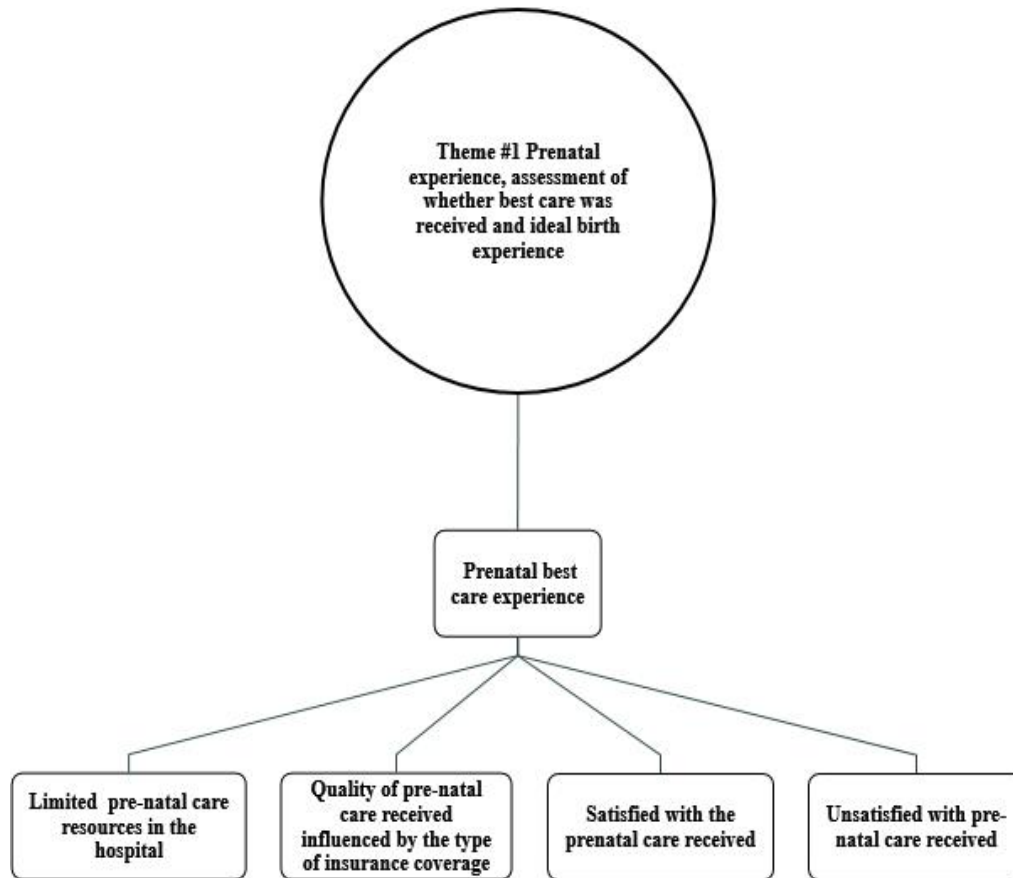 Theme #1 Prenatal
experience, assessment of
whether best care was
received and ideal birth
experience
Prenatal best
care experience
Limited pre-natal care
resources in the
hospital
Quality of pre-natal
care received
influenced by the type
of insurance coverage
Satisfied with the
prenatal care received
Unsatisfied with pre-
natal care received